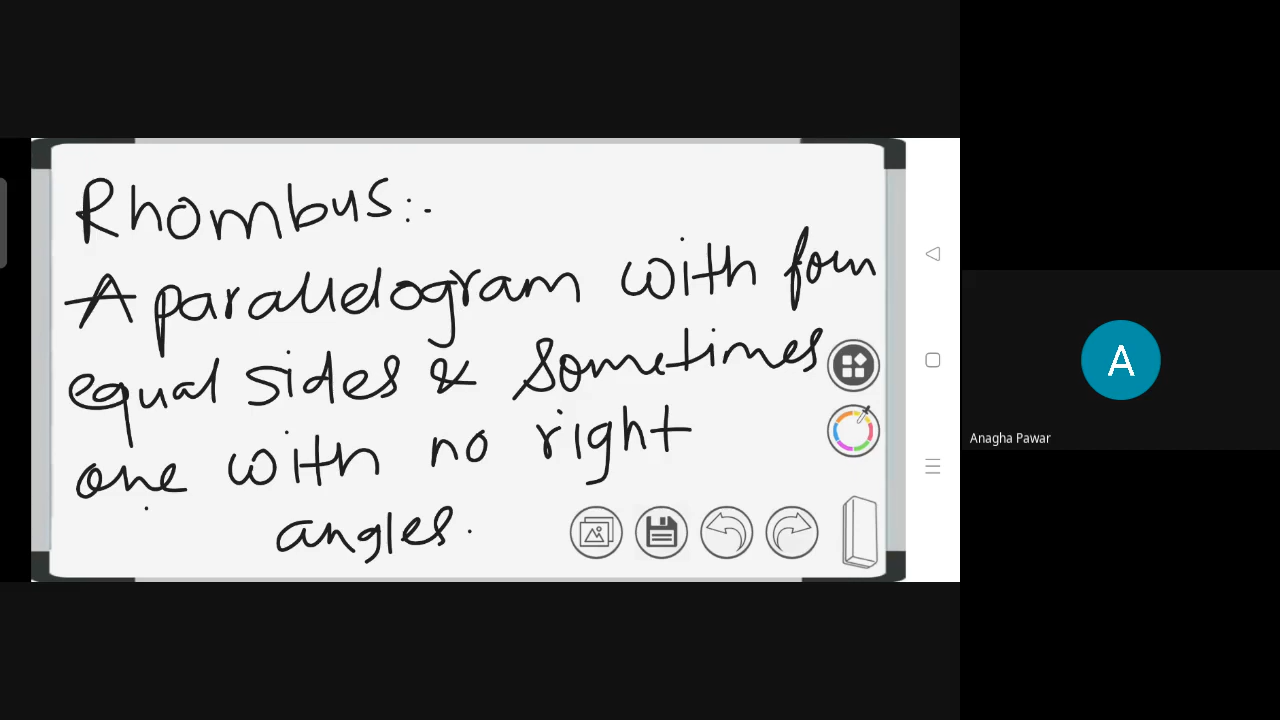 Rhombus:-
A parallelogram with four
equal sides & sometimes
one with no right
angles.
A
Anagha Pawar